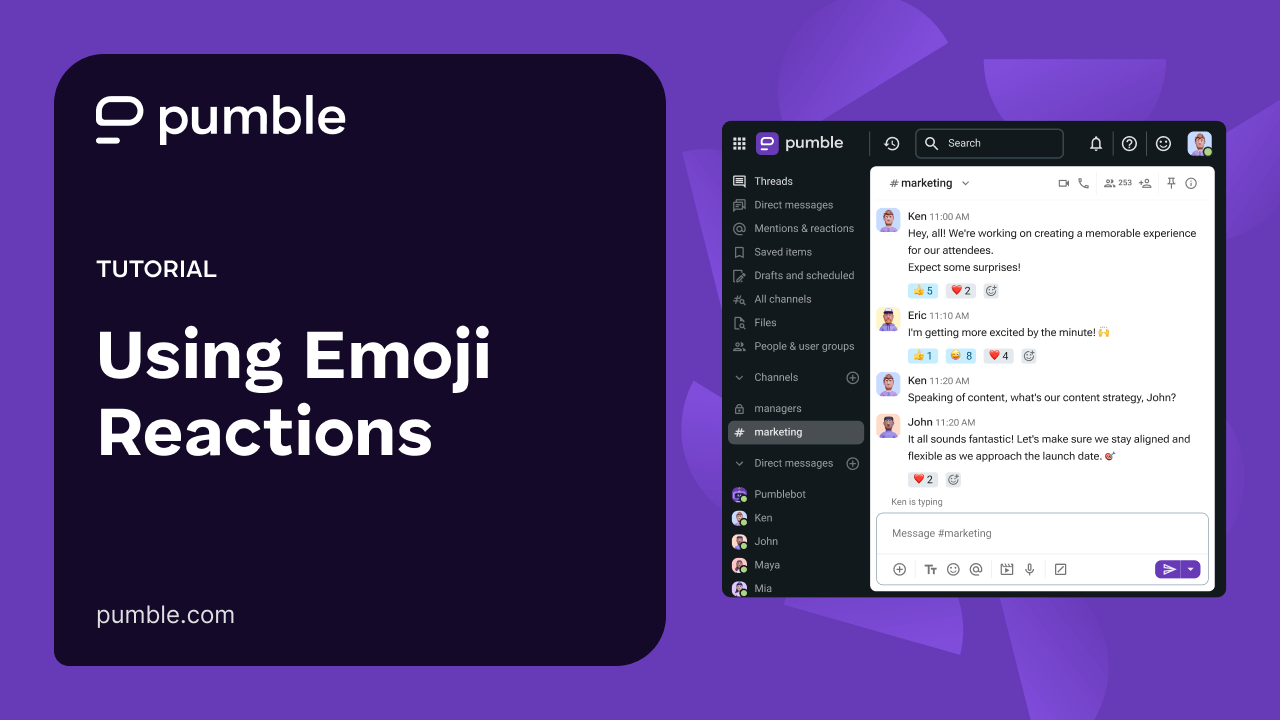 pumble
TUTORIAL
Using Emoji
Reactions
pumble.com
pumble
Search
Threads
Direct messages
Mentions & reactions
Saved items
Drafts and scheduled
All channels
Files
People & user groups
Channels
managers
# marketing
Direct messages
Pumblebot
Ken
John
Maya
Mia
# marketing
253
Ken 11:00 AM
Hey, all! We're working on creating a memorable experience
for our attendees.
Expect some surprises!
👍 5 ❤️ 2
Eric 11:10 AM
I'm getting more excited by the minute! 🙌
👍 1 😄 8 ❤️ 4
Ken 11:20 AM
Speaking of content, what's our content strategy, John?
John 11:20 AM
It all sounds fantastic! Let's make sure we stay aligned and
flexible as we approach the launch date. 🎯
❤️ 2
Ken is typing
Message #marketing
Tт